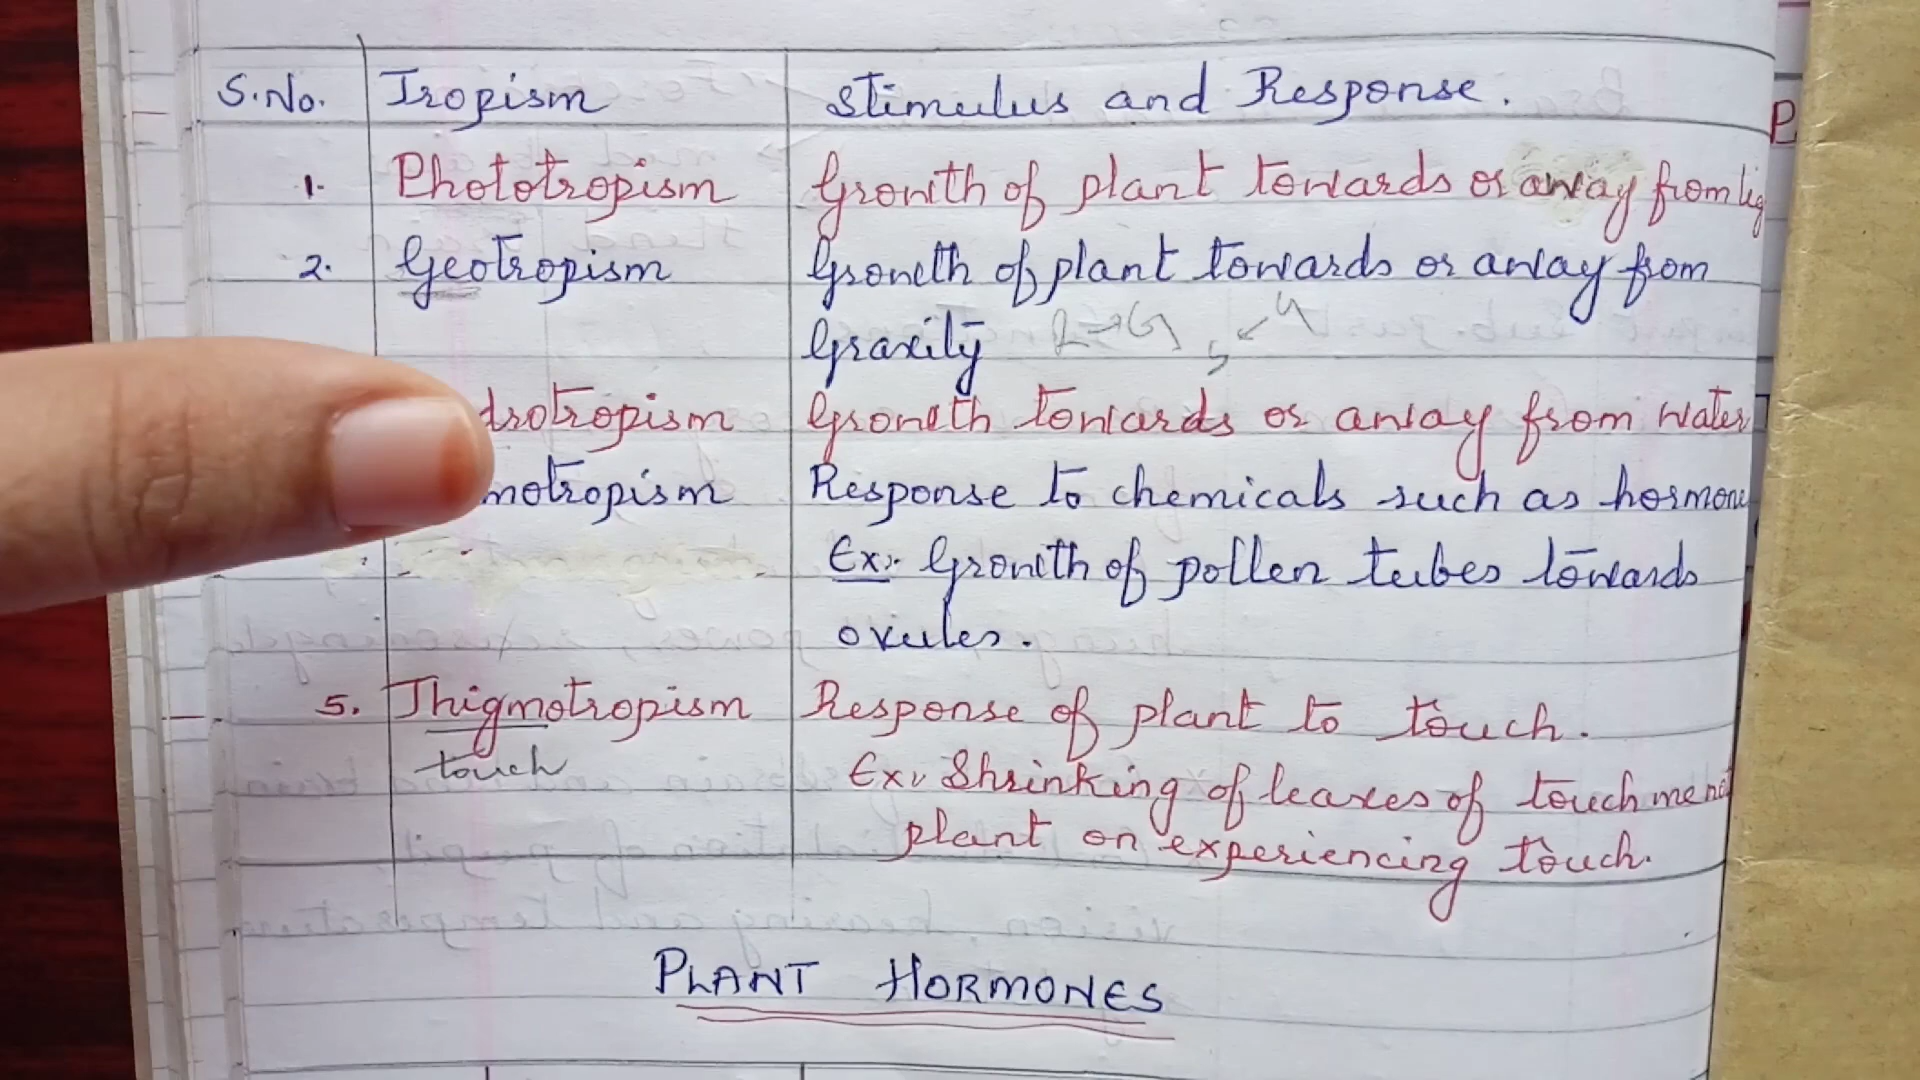 S.No. Tropism Stimulus and Response.
1. Phototropism Growth of plant towards or away from lig
2. Geotropism Growth of plant towards or away from
Gravity
drotropism Growth towards or away from water
motropism Response to chemicals such as hormone
Ex:- Growth of pollen tubes towards
ovules.
5. Thigmotropism Response of plant to touch.
touch Ex:- Shrinking of leaves of touch me not
plant on experiencing touch.
PLANT HORMONES